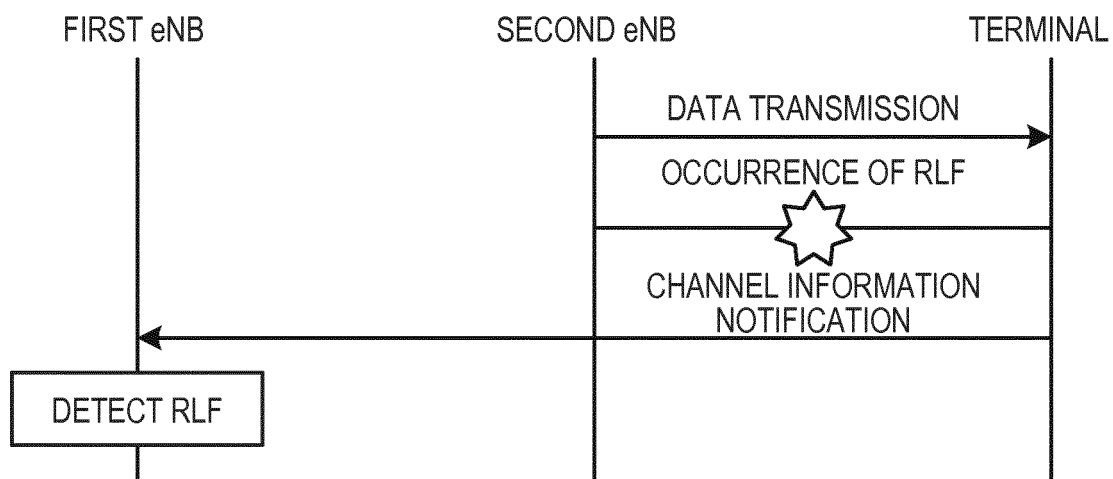 FIRST eNB
SECOND eNB
TERMINAL
DATA TRANSMISSION
OCCURRENCE OF RLF
CHANNEL INFORMATION
NOTIFICATION
DETECT RLF